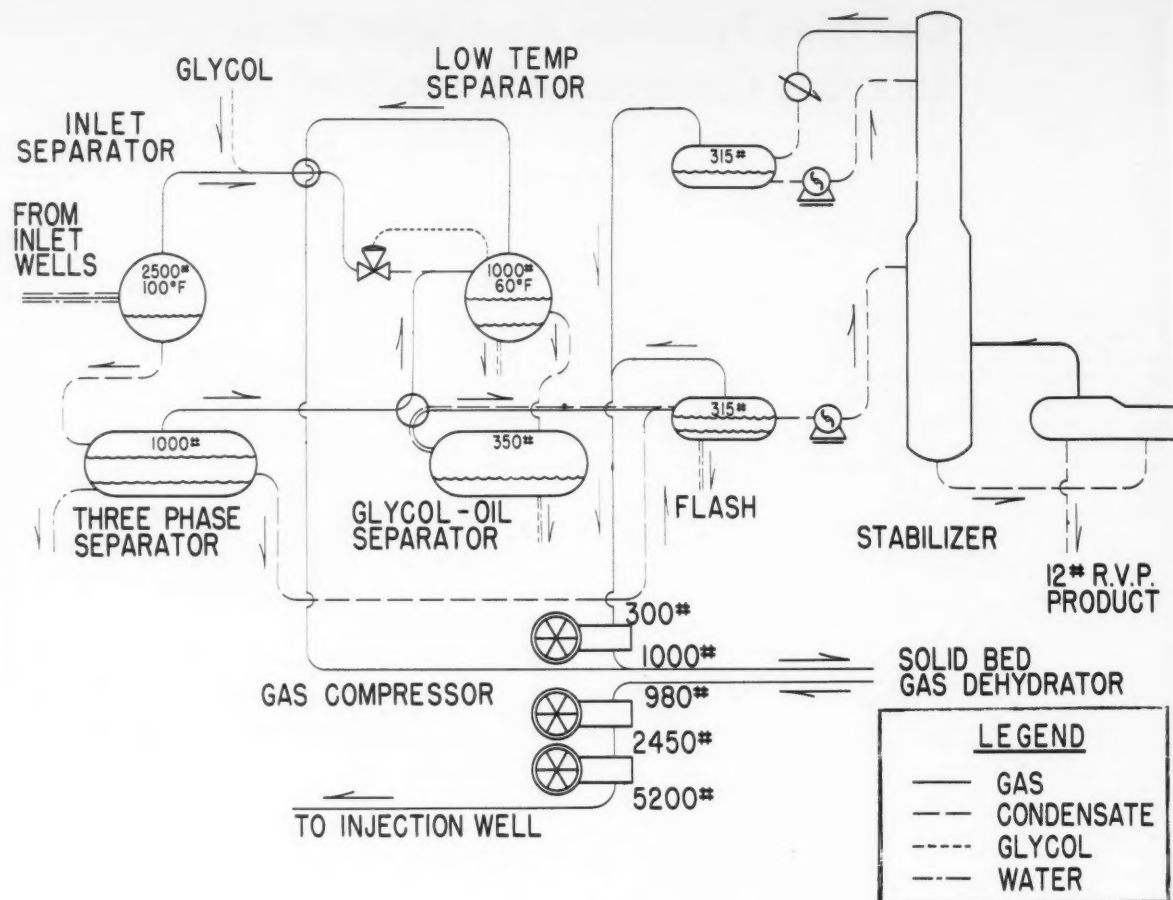 GLYCOL
LOW TEMP
SEPARATOR
INLET
SEPARATOR
FROM
INLET
WELLS
2500#
100°F
1000#
60°F
315#
1000#
350#
315#
THREE PHASE
SEPARATOR
GLYCOL-OIL
SEPARATOR
FLASH
STABILIZER
12# R.V.P.
PRODUCT
300#
1000#
GAS COMPRESSOR
980#
2450#
5200#
SOLID BED
GAS DEHYDRATOR
TO INJECTION WELL
LEGEND
GAS
CONDENSATE
GLYCOL
WATER